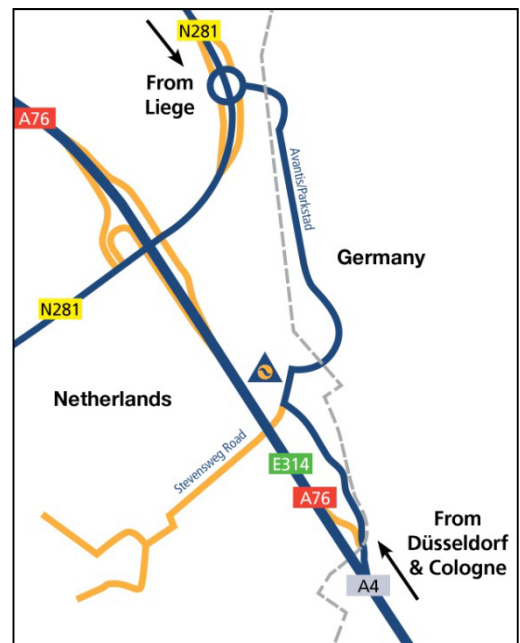 N281
From
Liege
A76
Avantis/Parkstad
Germany
N281
Netherlands
Stevensweg Road
E314
A76
From
Düsseldorf
& Cologne
A4